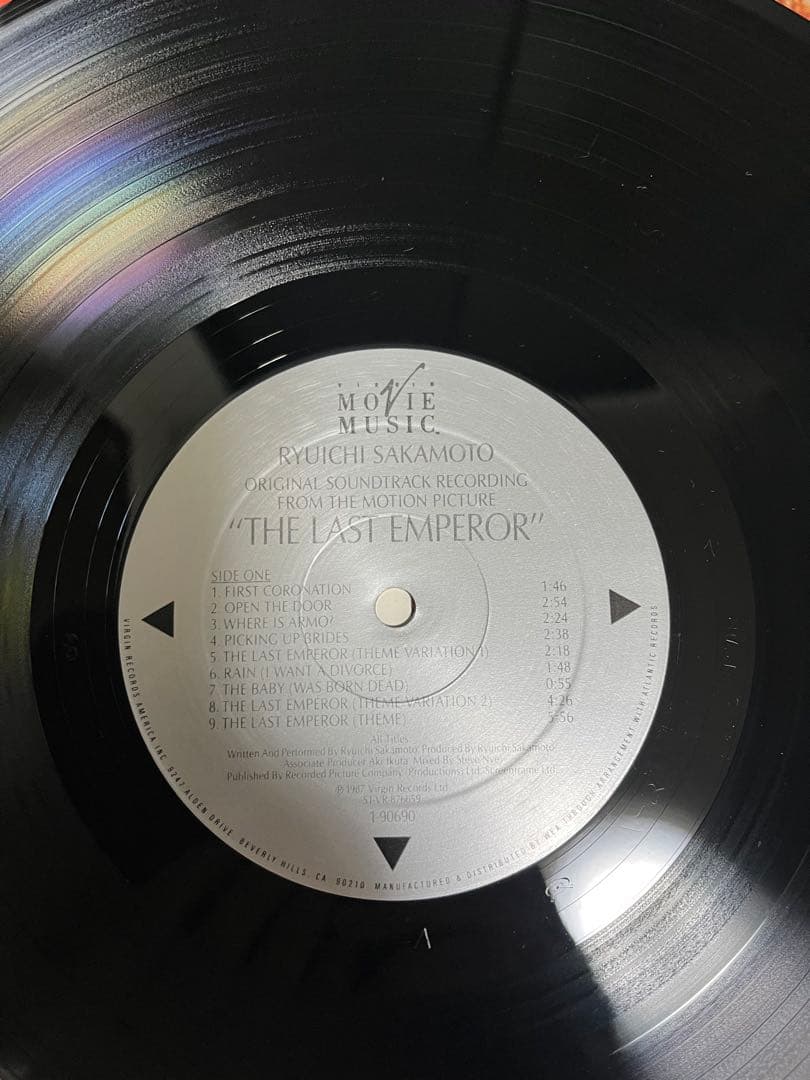 VIRGIN
MOVIE
MUSIC
RYUICHI SAKAMOTO
ORIGINAL SOUNDTRACK RECORDING
FROM THE MOTION PICTURE
"THE LAST EMPEROR"
SIDE ONE
1. FIRST CORONATION 1:46
2. OPEN THE DOOR 2:54
3. WHERE IS ARMO? 2:24
4. PICKING UP BRIDES 2:38
5. THE LAST EMPEROR (THEME VARIATION 1) 2:18
6. RAIN (I WANT A DIVORCE) 1:48
7. THE BABY (WAS BORN DEAD) 0:55
8. THE LAST EMPEROR (THEME VARIATION 2) 4:26
9. THE LAST EMPEROR (THEME) 5:56
All Titles:
Written And Performed By Ryuichi Sakamoto. Produced By Ryuichi Sakamoto
Associate Producer Aki Ikuta. Mixed By Steve Nye
Published By Recorded Picture Company (Productions) Ltd. Screenframe Ltd.
℗ 1987 Virgin Records Ltd
ST-VR-876659
1-90690
VIRGIN RECORDS AMERICA INC. 9247 ALDEN DRIVE, BEVERLY HILLS, CA. 90210 MANUFACTURED & DISTRIBUTED BY WEA THROUGH ARRANGEMENT WITH ATLANTIC RECORDS